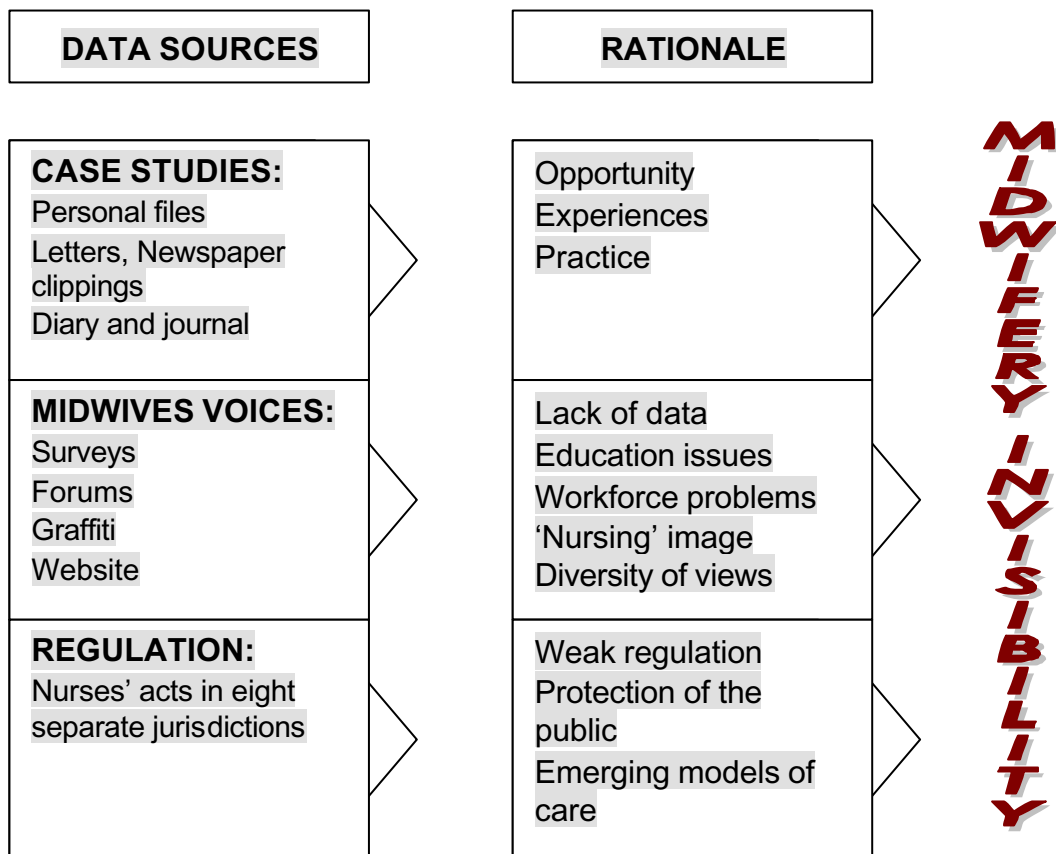 DATA SOURCES
RATIONALE
CASE STUDIES:
Personal files
Letters, Newspaper
clippings
Diary and journal
Opportunity
Experiences
Practice
MIDWIVES VOICES:
Surveys
Forums
Graffiti
Website
Lack of data
Education issues
Workforce problems
‘Nursing’ image
Diversity of views
REGULATION:
Nurses’ acts in eight
separate jurisdictions
Weak regulation
Protection of the
public
Emerging models of
care
MIDWIFERY INVISIBILITY